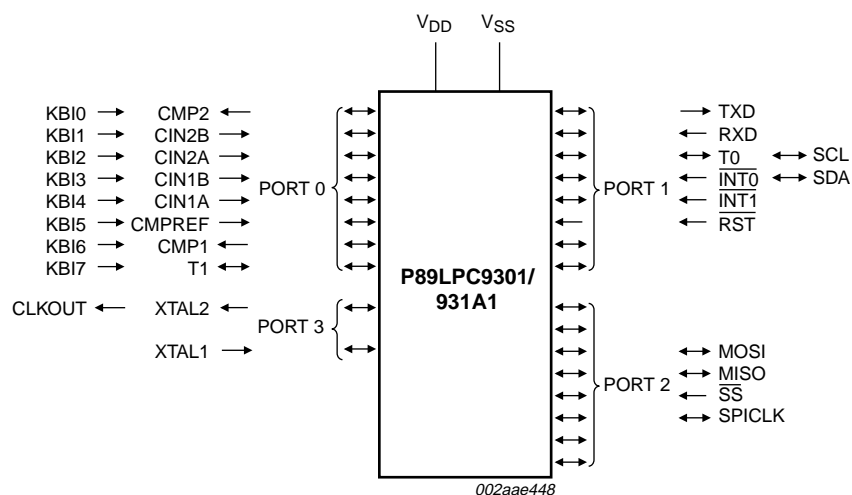 VDD VSS
KBI0 CMP2 TXD
KBI1 CIN2B RXD
KBI2 CIN2A T0 SCL
KBI3 CIN1B INT0 SDA
PORT 0 PORT 1
KBI4 CIN1A INT1
KBI5 CMPREF RST
KBI6 CMP1
KBI7 T1
P89LPC9301/
931A1
CLKOUT XTAL2
PORT 3
XTAL1 MOSI
MISO
PORT 2
SS
SPICLK
002aae448